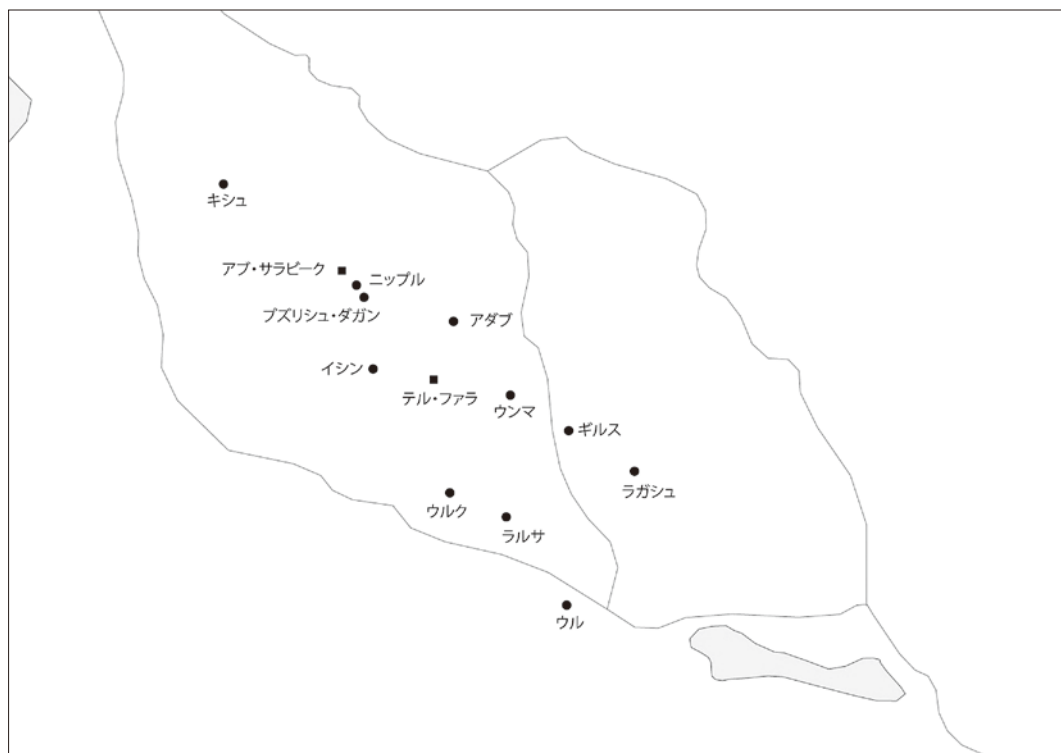 キシュ
アブ・サラビーク
ニップル
プズリシュ・ダガン
アダブ
イシン
テル・ファラ
ウンマ
ギルス
ラガシュ
ウルク
ラルサ
ウル